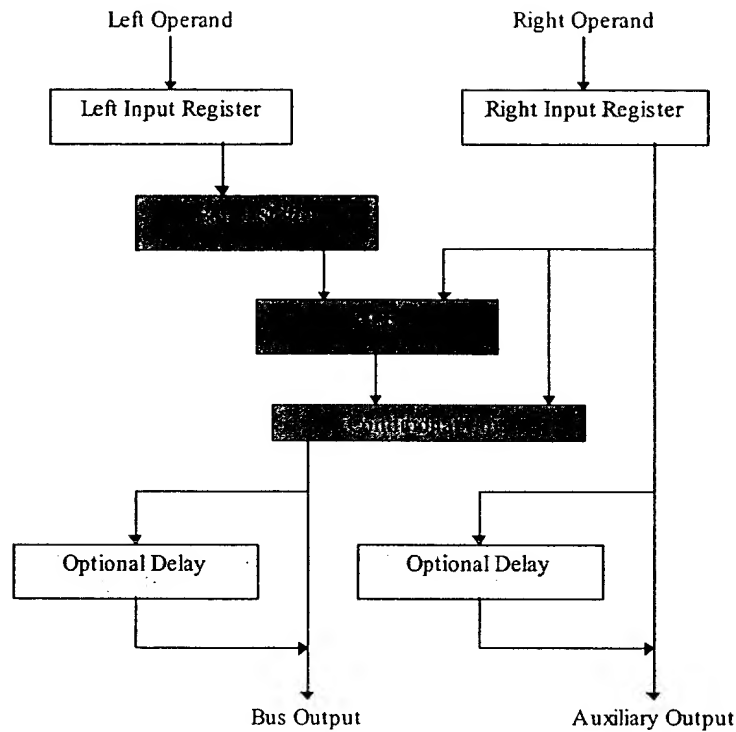 Left Operand
Right Operand
Left Input Register
Right Input Register
Optional Delay
Optional Delay
Bus Output
Auxiliary Output